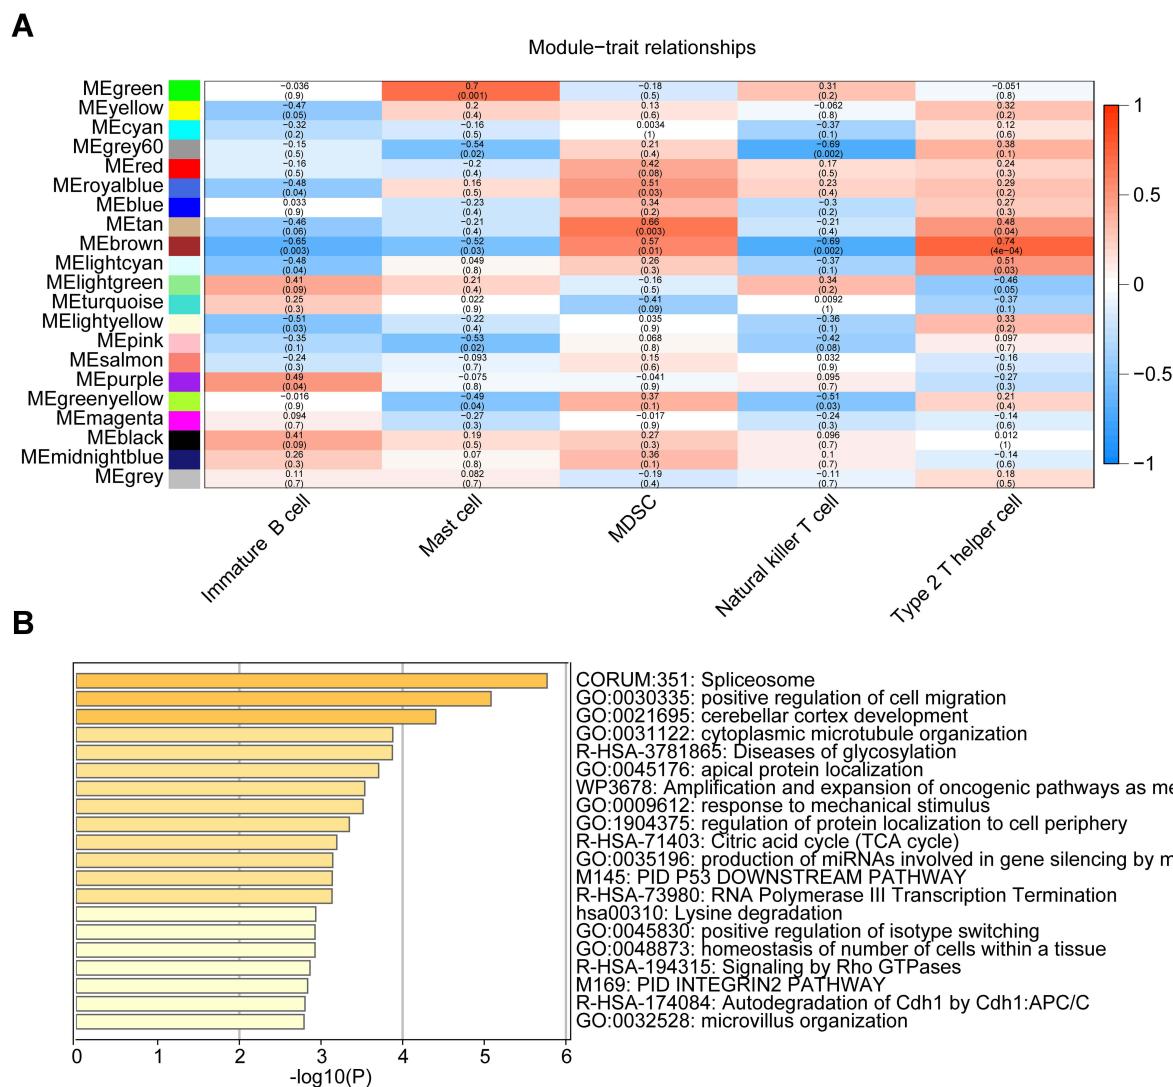 A
Module−trait relationships
MEgreen −0.036 0.7 −0.18 0.31 −0.051
(0.9) (0.001) (0.5) (0.2) (0.8)
MEyellow −0.47 0.2 0.13 −0.062 0.32
(0.05) (0.4) (0.6) (0.8) (0.2)
MEcyan −0.32 −0.16 0.0034 −0.37 0.12
(0.2) (0.5) (1) (0.1) (0.6)
MEgrey60 −0.15 −0.54 0.21 −0.69 0.38
(0.5) (0.02) (0.4) (0.002) (0.1)
MEred −0.16 −0.2 0.42 0.17 0.24
(0.5) (0.4) (0.08) (0.5) (0.3)
MEroyalblue −0.48 0.16 0.51 0.23 0.29
(0.04) (0.5) (0.03) (0.4) (0.2)
MEblue 0.033 −0.23 0.34 −0.3 0.27
(0.9) (0.4) (0.2) (0.2) (0.3)
MEtan −0.46 −0.21 0.66 −0.21 0.48
(0.06) (0.4) (0.003) (0.4) (0.04)
MEbrown −0.65 −0.52 0.57 −0.69 0.74
(0.003) (0.03) (0.01) (0.002) (4e−04)
MElightcyan −0.48 0.049 0.26 −0.37 0.51
(0.04) (0.8) (0.3) (0.1) (0.03)
MElightgreen 0.41 0.21 −0.16 0.34 −0.46
(0.09) (0.4) (0.5) (0.2) (0.05)
MEturquoise 0.25 0.022 −0.41 0.0092 −0.37
(0.3) (0.9) (0.09) (1) (0.1)
MElightyellow −0.51 −0.22 0.035 −0.36 0.33
(0.03) (0.4) (0.9) (0.1) (0.2)
MEpink −0.35 −0.53 0.068 −0.42 0.097
(0.1) (0.02) (0.8) (0.08) (0.7)
MEsalmon −0.24 −0.093 0.15 0.032 −0.16
(0.3) (0.7) (0.6) (0.9) (0.5)
MEpurple 0.49 −0.075 −0.041 0.095 −0.27
(0.04) (0.8) (0.9) (0.7) (0.3)
MEgreenyellow −0.016 −0.49 0.37 −0.51 0.21
(0.9) (0.04) (0.1) (0.03) (0.4)
MEmagenta 0.094 −0.27 −0.017 −0.24 −0.14
(0.7) (0.3) (0.9) (0.3) (0.6)
MEblack 0.41 0.19 0.27 0.096 0.012
(0.09) (0.5) (0.3) (0.7) (1)
MEmidnightblue 0.26 0.07 0.36 0.1 −0.14
(0.3) (0.8) (0.1) (0.7) (0.6)
MEgrey 0.11 0.082 −0.19 −0.11 0.18
(0.7) (0.7) (0.4) (0.7) (0.5)
1
0.5
0
−0.5
−1
Immature B cell
Mast cell
MDSC
Natural killer T cell
Type 2 T helper cell
B
CORUM:351: Spliceosome
GO:0030335: positive regulation of cell migration
GO:0021695: cerebellar cortex development
GO:0031122: cytoplasmic microtubule organization
R-HSA-3781865: Diseases of glycosylation
GO:0045176: apical protein localization
WP3678: Amplification and expansion of oncogenic pathways as me
GO:0009612: response to mechanical stimulus
GO:1904375: regulation of protein localization to cell periphery
R-HSA-71403: Citric acid cycle (TCA cycle)
GO:0035196: production of miRNAs involved in gene silencing by m
M145: PID P53 DOWNSTREAM PATHWAY
R-HSA-73980: RNA Polymerase III Transcription Termination
hsa00310: Lysine degradation
GO:0045830: positive regulation of isotype switching
GO:0048873: homeostasis of number of cells within a tissue
R-HSA-194315: Signaling by Rho GTPases
M169: PID INTEGRIN2 PATHWAY
R-HSA-174084: Autodegradation of Cdh1 by Cdh1:APC/C
GO:0032528: microvillus organization
0 1 2 3 4 5 6
-log10(P)